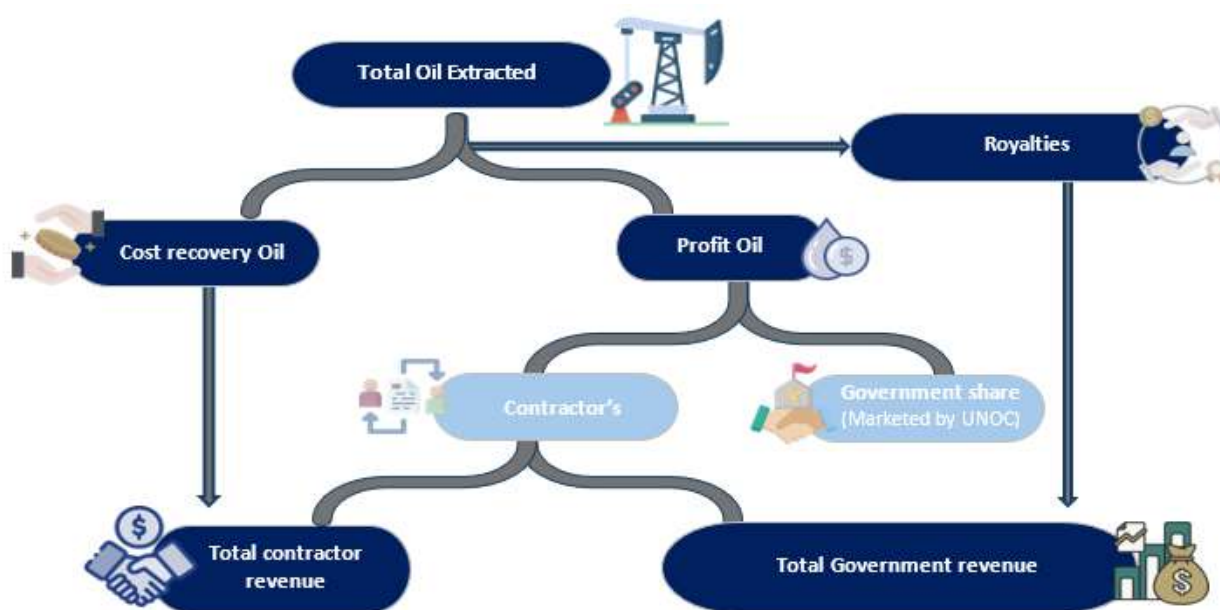 Total Oil Extracted
Royalties
Cost recovery Oil
Profit Oil
Contractor's
Government share
(Marketed by UNOC)
Total contractor
revenue
Total Government revenue